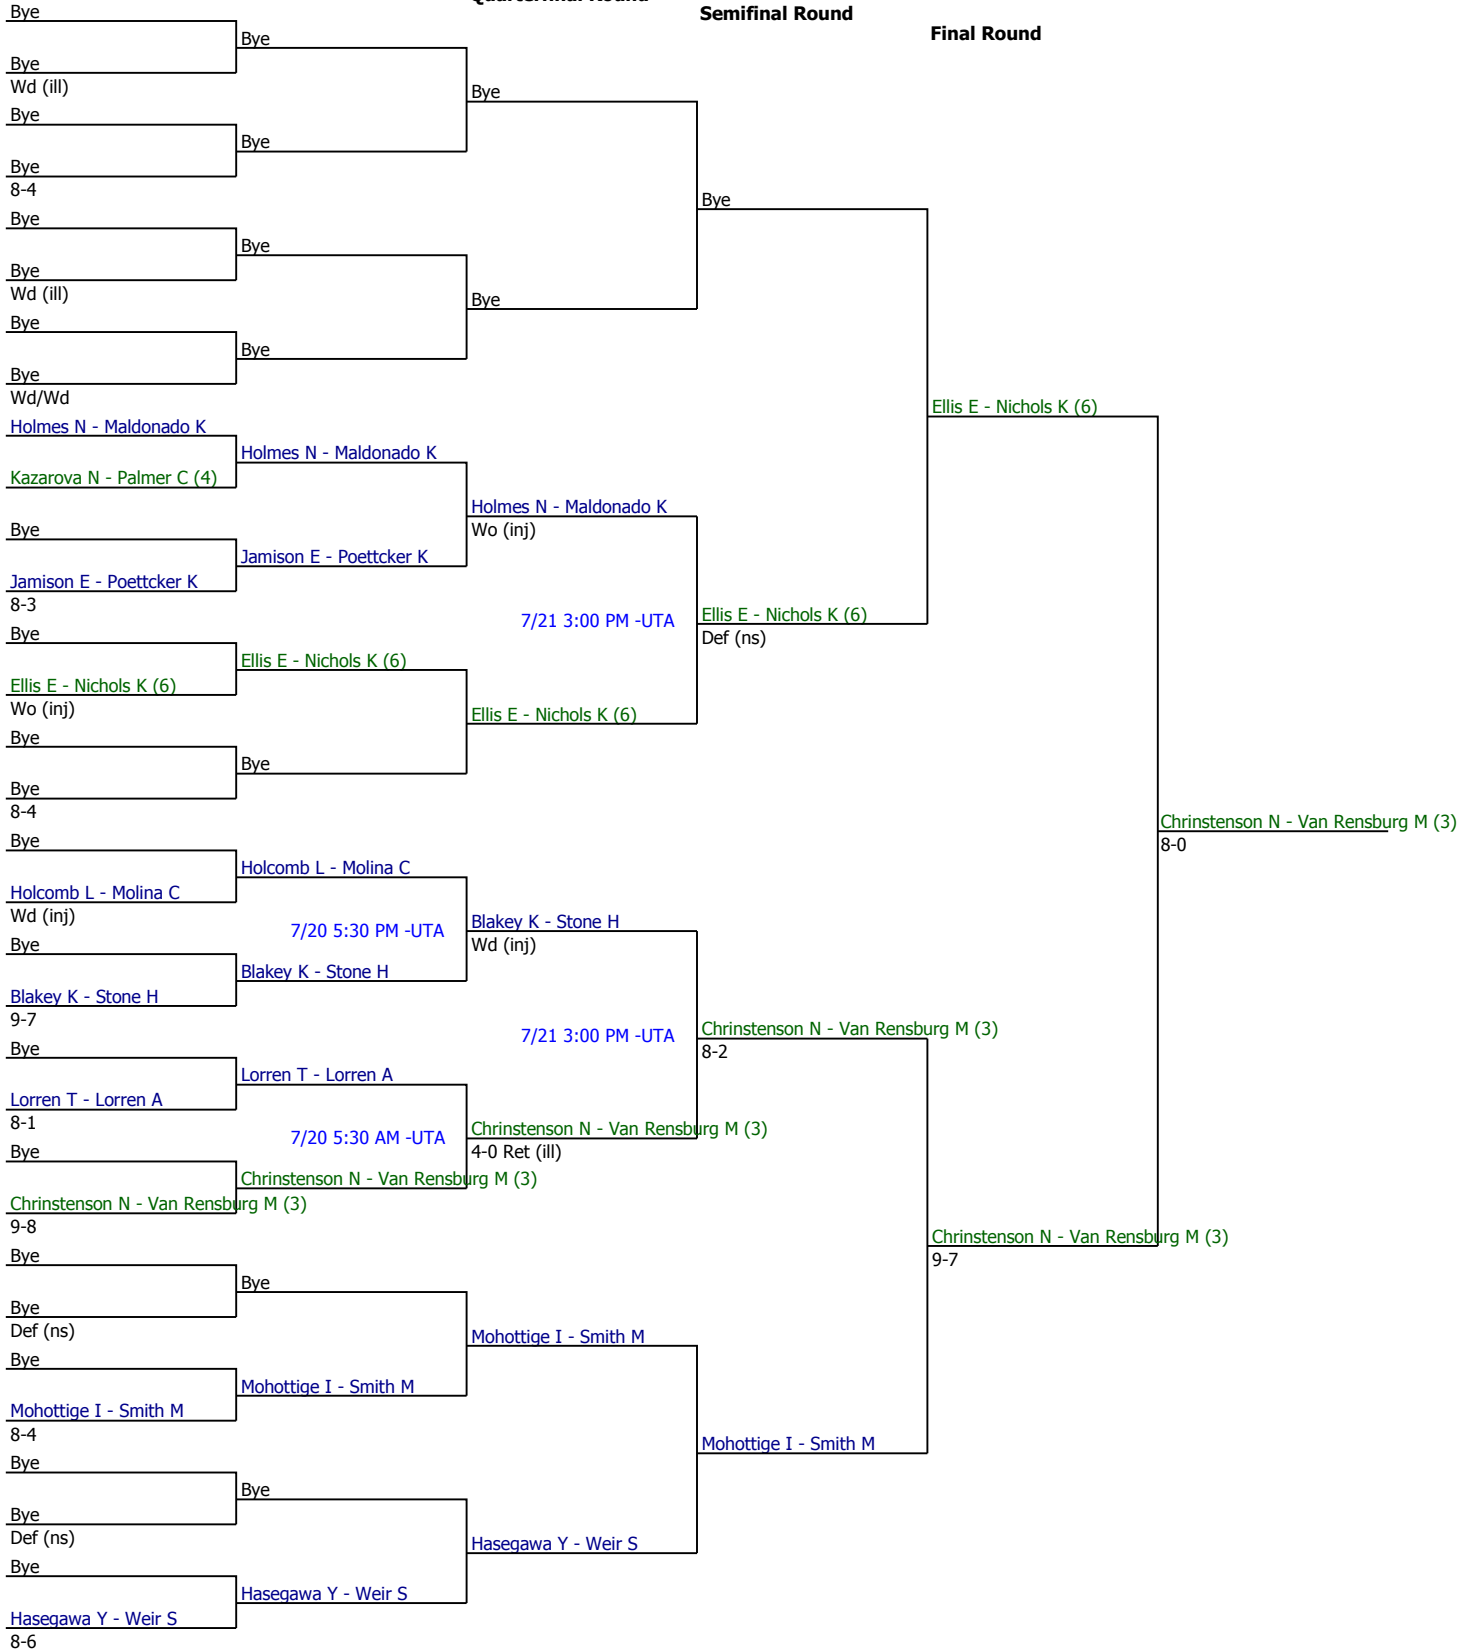 Quarterfinal Round
Semifinal Round
Final Round
Bye
Bye
Bye
Wd (ill)
Bye
Bye
Bye
Bye
8-4
Bye
Bye
Bye
Bye
Wd (ill)
Bye
Bye
Bye
Bye
Wd/Wd
Ellis E - Nichols K (6)
Holmes N - Maldonado K
Holmes N - Maldonado K
Kazarova N - Palmer C (4)
Holmes N - Maldonado K
Wo (inj)
Bye
Jamison E - Poettcker K
Jamison E - Poettcker K
8-3
7/21 3:00 PM -UTA
Ellis E - Nichols K (6)
Def (ns)
Bye
Ellis E - Nichols K (6)
Ellis E - Nichols K (6)
Wo (inj)
Ellis E - Nichols K (6)
Bye
Bye
Bye
8-4
Chrinstenson N - Van Rensburg M (3)
8-0
Bye
Holcomb L - Molina C
Holcomb L - Molina C
Wd (inj)
7/20 5:30 PM -UTA
Blakey K - Stone H
Wd (inj)
Bye
Blakey K - Stone H
Blakey K - Stone H
9-7
7/21 3:00 PM -UTA
Chrinstenson N - Van Rensburg M (3)
8-2
Bye
Lorren T - Lorren A
Lorren T - Lorren A
8-1
7/20 5:30 AM -UTA
Chrinstenson N - Van Rensburg M (3)
4-0 Ret (ill)
Bye
Chrinstenson N - Van Rensburg M (3)
Chrinstenson N - Van Rensburg M (3)
9-8
Chrinstenson N - Van Rensburg M (3)
9-7
Bye
Bye
Bye
Def (ns)
Mohottige I - Smith M
Bye
Mohottige I - Smith M
Mohottige I - Smith M
8-4
Mohottige I - Smith M
Bye
Bye
Bye
Def (ns)
Hasegawa Y - Weir S
Bye
Hasegawa Y - Weir S
Hasegawa Y - Weir S
8-6